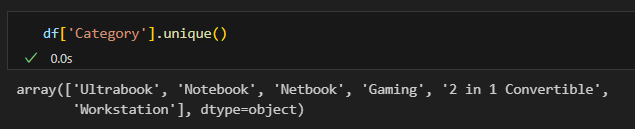 df['Category'].unique()
0.0s
array(['Ultrabook', 'Notebook', 'Netbook', 'Gaming', '2 in 1 Convertible',
'Workstation'], dtype=object)